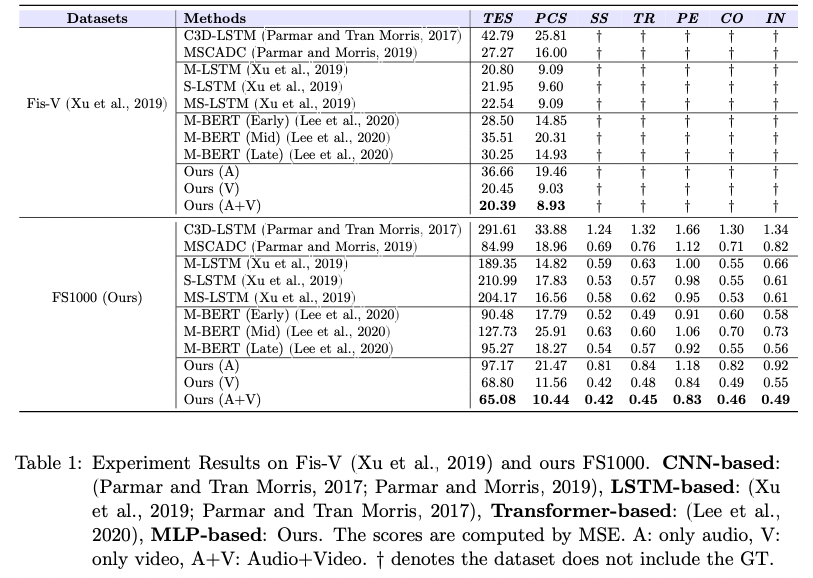 Datasets Methods TES PCS SS TR PE CO IN
C3D-LSTM (Parmar and Tran Morris, 2017) 42.79 25.81 † † † † †
MSCADC (Parmar and Morris, 2019) 27.27 16.00 † † † † †
M-LSTM (Xu et al., 2019) 20.80 9.09 † † † † †
S-LSTM (Xu et al., 2019) 21.95 9.60 † † † † †
Fis-V (Xu et al., 2019) MS-LSTM (Xu et al., 2019) 22.54 9.09 † † † † †
M-BERT (Early) (Lee et al., 2020) 28.50 14.85 † † † † †
M-BERT (Mid) (Lee et al., 2020) 35.51 20.31 † † † † †
M-BERT (Late) (Lee et al., 2020) 30.25 14.93 † † † † †
Ours (A) 36.66 19.46 † † † † †
Ours (V) 20.45 9.03 † † † † †
Ours (A+V) 20.39 8.93 † † † † †
C3D-LSTM (Parmar and Tran Morris, 2017) 291.61 33.88 1.24 1.32 1.66 1.30 1.34
MSCADC (Parmar and Morris, 2019) 84.99 18.96 0.69 0.76 1.12 0.71 0.82
M-LSTM (Xu et al., 2019) 189.35 14.82 0.59 0.63 1.00 0.55 0.66
S-LSTM (Xu et al., 2019) 210.99 17.83 0.53 0.57 0.98 0.55 0.61
FS1000 (Ours) MS-LSTM (Xu et al., 2019) 204.17 16.56 0.58 0.62 0.95 0.53 0.61
M-BERT (Early) (Lee et al., 2020) 90.48 17.79 0.52 0.49 0.91 0.60 0.58
M-BERT (Mid) (Lee et al., 2020) 127.73 25.91 0.63 0.60 1.06 0.70 0.73
M-BERT (Late) (Lee et al., 2020) 95.27 18.27 0.54 0.57 0.92 0.55 0.56
Ours (A) 97.17 21.47 0.81 0.84 1.18 0.82 0.92
Ours (V) 68.80 11.56 0.42 0.48 0.84 0.49 0.55
Ours (A+V) 65.08 10.44 0.42 0.45 0.83 0.46 0.49
Table 1: Experiment Results on Fis-V (Xu et al., 2019) and ours FS1000. CNN-based:
(Parmar and Tran Morris, 2017; Parmar and Morris, 2019), LSTM-based: (Xu
et al., 2019; Parmar and Tran Morris, 2017), Transformer-based: (Lee et al.,
2020), MLP-based: Ours. The scores are computed by MSE. A: only audio, V:
only video, A+V: Audio+Video. † denotes the dataset does not include the GT.